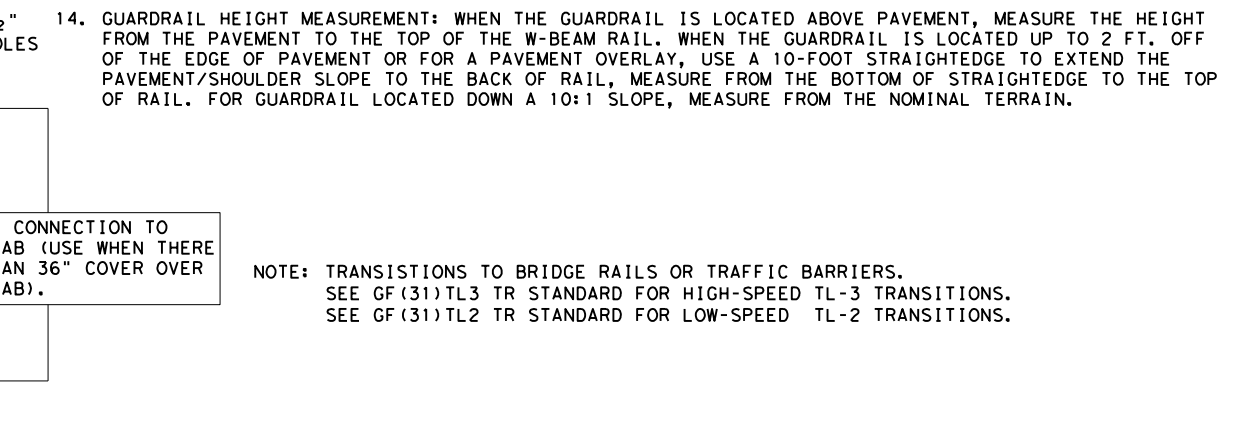 14. GUARDRAIL HEIGHT MEASUREMENT: WHEN THE GUARDRAIL IS LOCATED ABOVE PAVEMENT, MEASURE THE HEIGHT
FROM THE PAVEMENT TO THE TOP OF THE W-BEAM RAIL. WHEN THE GUARDRAIL IS LOCATED UP TO 2 FT. OFF
OF THE EDGE OF PAVEMENT OR FOR A PAVEMENT OVERLAY, USE A 10-FOOT STRAIGHTEDGE TO EXTEND THE
PAVEMENT/SHOULDER SLOPE TO THE BACK OF RAIL, MEASURE FROM THE BOTTOM OF STRAIGHTEDGE TO THE TOP
OF RAIL. FOR GUARDRAIL LOCATED DOWN A 10:1 SLOPE, MEASURE FROM THE NOMINAL TERRAIN.
CONNECTION TO
AB (USE WHEN THERE
AN 36" COVER OVER
AB).
NOTE: TRANSISTIONS TO BRIDGE RAILS OR TRAFFIC BARRIERS.
SEE GF(31)TL3 TR STANDARD FOR HIGH-SPEED TL-3 TRANSITIONS.
SEE GF(31)TL2 TR STANDARD FOR LOW-SPEED TL-2 TRANSITIONS.